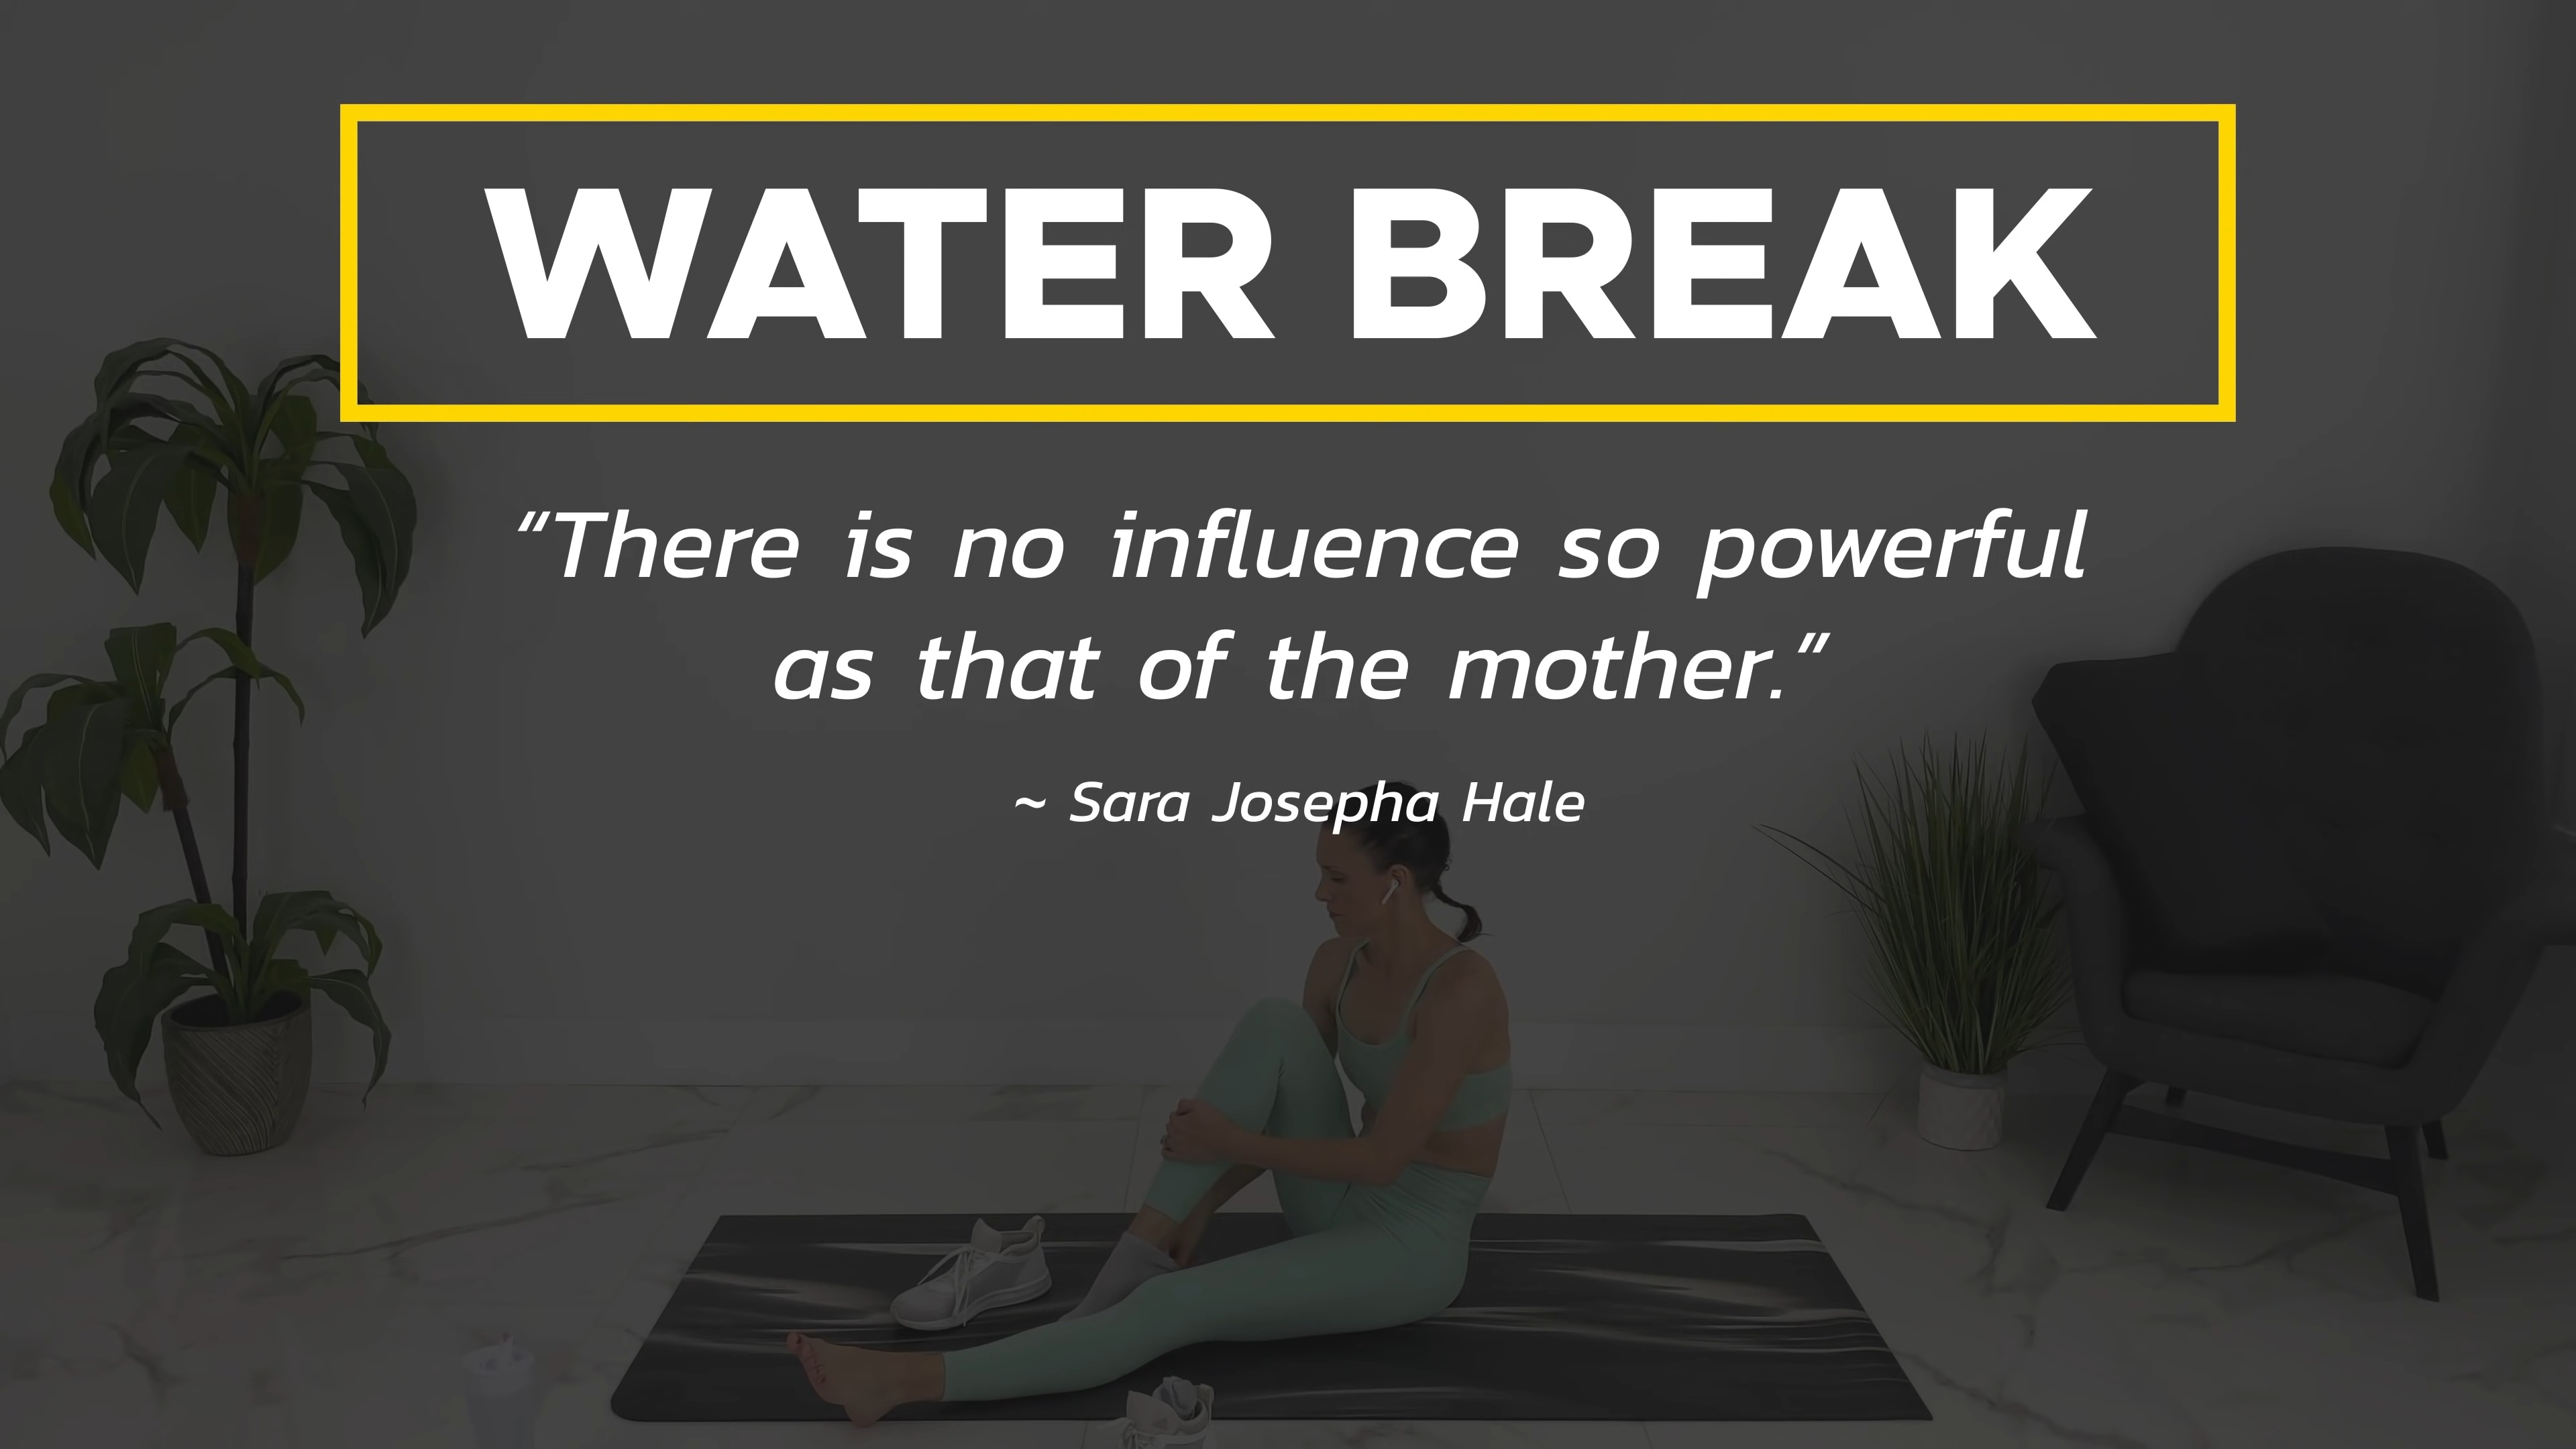 WATER BREAK
“There is no influence so powerful
as that of the mother.”
~ Sara Josepha Hale